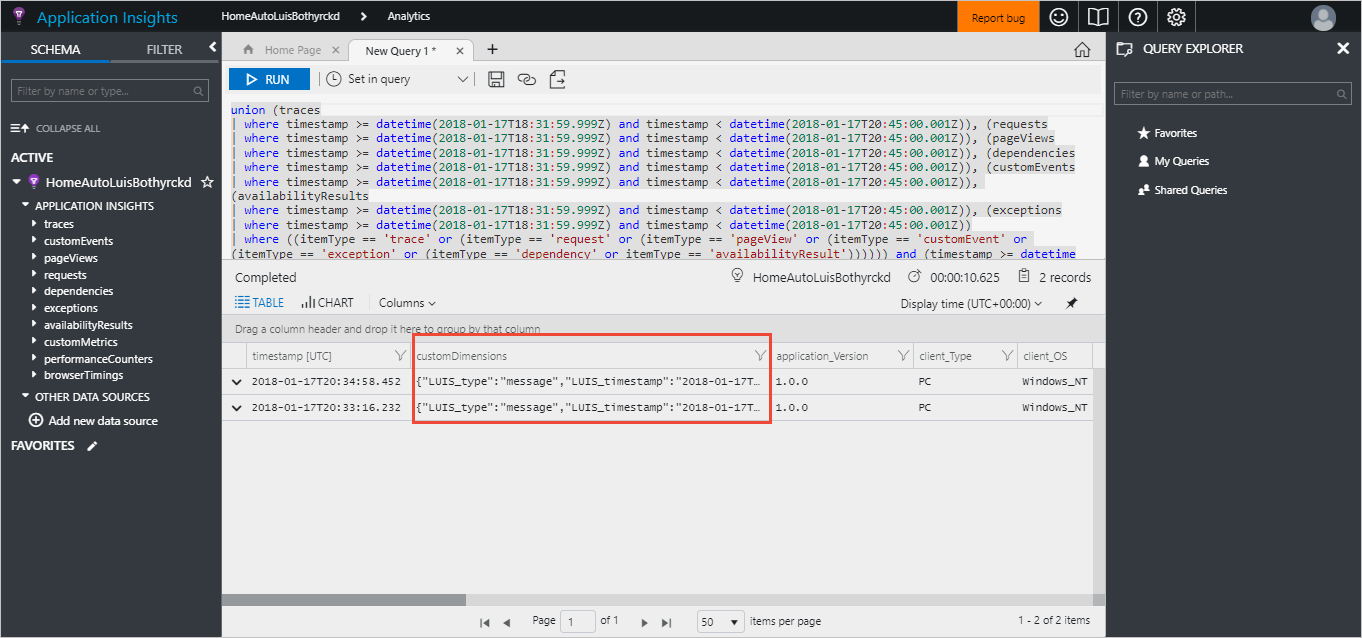 Application Insights
HomeAutoLuisBothyrckd
Analytics
Report bug
SCHEMA
FILTER
Filter by name or type...
COLLAPSE ALL
ACTIVE
HomeAutoLuisBothyrckd
APPLICATION INSIGHTS
traces
customEvents
pageViews
requests
dependencies
exceptions
availabilityResults
customMetrics
performanceCounters
browserTimings
OTHER DATA SOURCES
Add new data source
FAVORITES
Home Page
New Query 1 *
RUN
Set in query
union (traces
| where timestamp >= datetime(2018-01-17T18:31:59.999Z) and timestamp < datetime(2018-01-17T20:45:00.001Z)), (requests
| where timestamp >= datetime(2018-01-17T18:31:59.999Z) and timestamp < datetime(2018-01-17T20:45:00.001Z)), (pageViews
| where timestamp >= datetime(2018-01-17T18:31:59.999Z) and timestamp < datetime(2018-01-17T20:45:00.001Z)), (dependencies
| where timestamp >= datetime(2018-01-17T18:31:59.999Z) and timestamp < datetime(2018-01-17T20:45:00.001Z)), (customEvents
| where timestamp >= datetime(2018-01-17T18:31:59.999Z) and timestamp < datetime(2018-01-17T20:45:00.001Z)),
(availabilityResults
| where timestamp >= datetime(2018-01-17T18:31:59.999Z) and timestamp < datetime(2018-01-17T20:45:00.001Z)), (exceptions
| where timestamp >= datetime(2018-01-17T18:31:59.999Z) and timestamp < datetime(2018-01-17T20:45:00.001Z))
| where ((itemType == 'trace' or (itemType == 'request' or (itemType == 'pageView' or (itemType == 'customEvent' or
(itemType == 'exception' or (itemType == 'dependency' or itemType == 'availabilityResult')))))) and (timestamp >= datetime
Completed
HomeAutoLuisBothyrckd
00:00:10.625
2 records
TABLE
CHART
Columns
Display time (UTC+00:00)
Drag a column header and drop it here to group by that column
timestamp [UTC]
customDimensions
application_Version
client_Type
client_OS
2018-01-17T20:34:58.452
{"LUIS_type":"message","LUIS_timestamp":"2018-01-17T...
1.0.0
PC
Windows_NT
2018-01-17T20:33:16.232
{"LUIS_type":"message","LUIS_timestamp":"2018-01-17T...
1.0.0
PC
Windows_NT
Page 1 of 1
50 items per page
1 - 2 of 2 items
QUERY EXPLORER
Filter by name or path...
Favorites
My Queries
Shared Queries